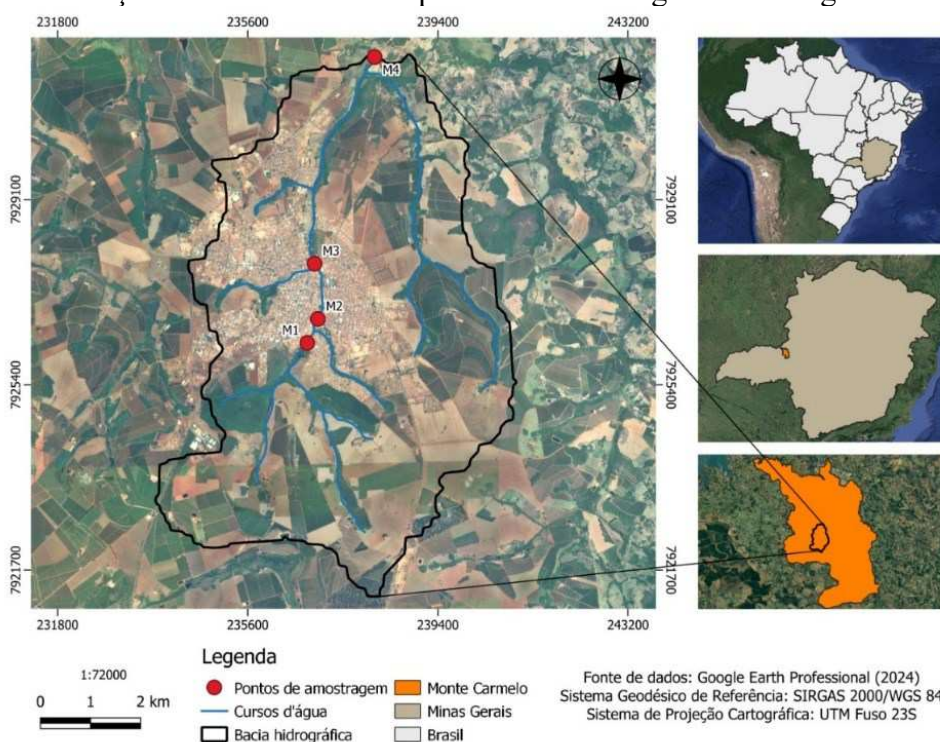 231800 235600 239400 243200
M4
7929100 7929100
M3
M2
M1
7925400 7925400
7921700 7921700
231800 235600 239400 243200
Legenda
1:72000
0 1 2 km
Pontos de amostragem
Cursos d'água
Bacia hidrográfica
Monte Carmelo
Minas Gerais
Brasil
Fonte de dados: Google Earth Professional (2024)
Sistema Geodésico de Referência: SIRGAS 2000/WGS 84
Sistema de Projeção Cartográfica: UTM Fuso 23S